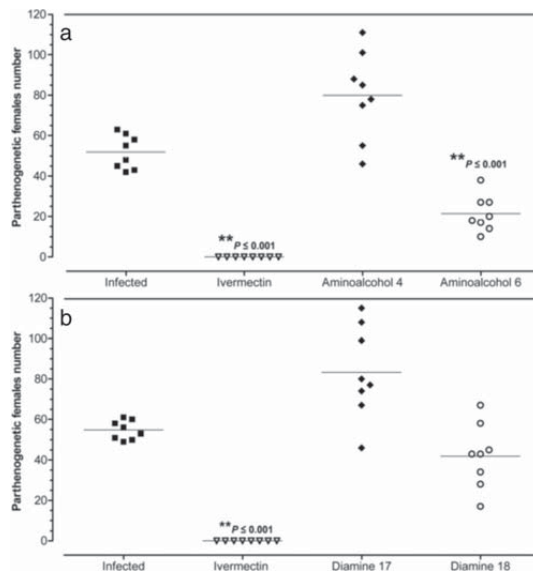 a
Parthenogenetic females number
120
100
80
60
40
20
0
**P ≤ 0.001
**P ≤ 0.001
Infected
Ivermectin
Aminoalcohol 4
Aminoalcohol 6
b
Parthenogenetic females number
120
100
80
60
40
20
0
**P ≤ 0.001
Infected
Ivermectin
Diamine 17
Diamine 18